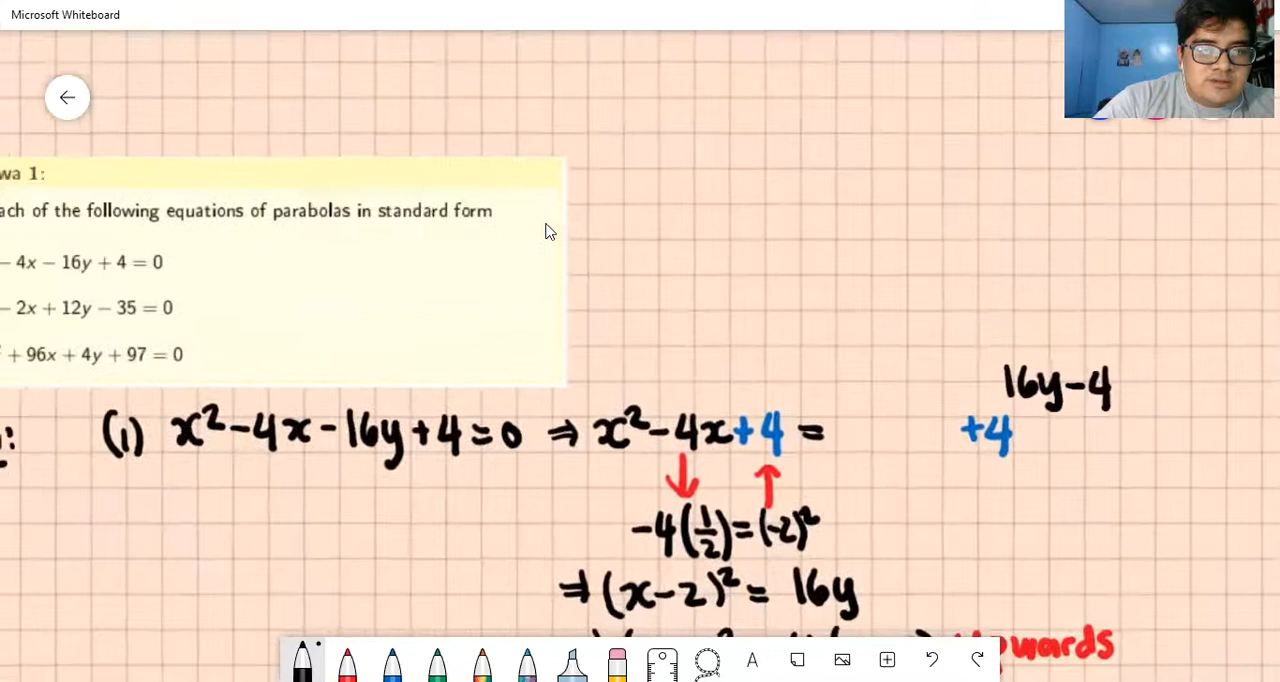 Microsoft Whiteboard
wa 1:
ach of the following equations of parabolas in standard form
− 4x − 16y + 4 = 0
− 2x + 12y − 35 = 0
+ 96x + 4y + 97 = 0
16y−4
: (1) x²−4x−16y+4=0 ⇒ x²−4x+4 = +4
−4(1/2)=(−2)²
⇒ (x−2)² = 16y
wards
A